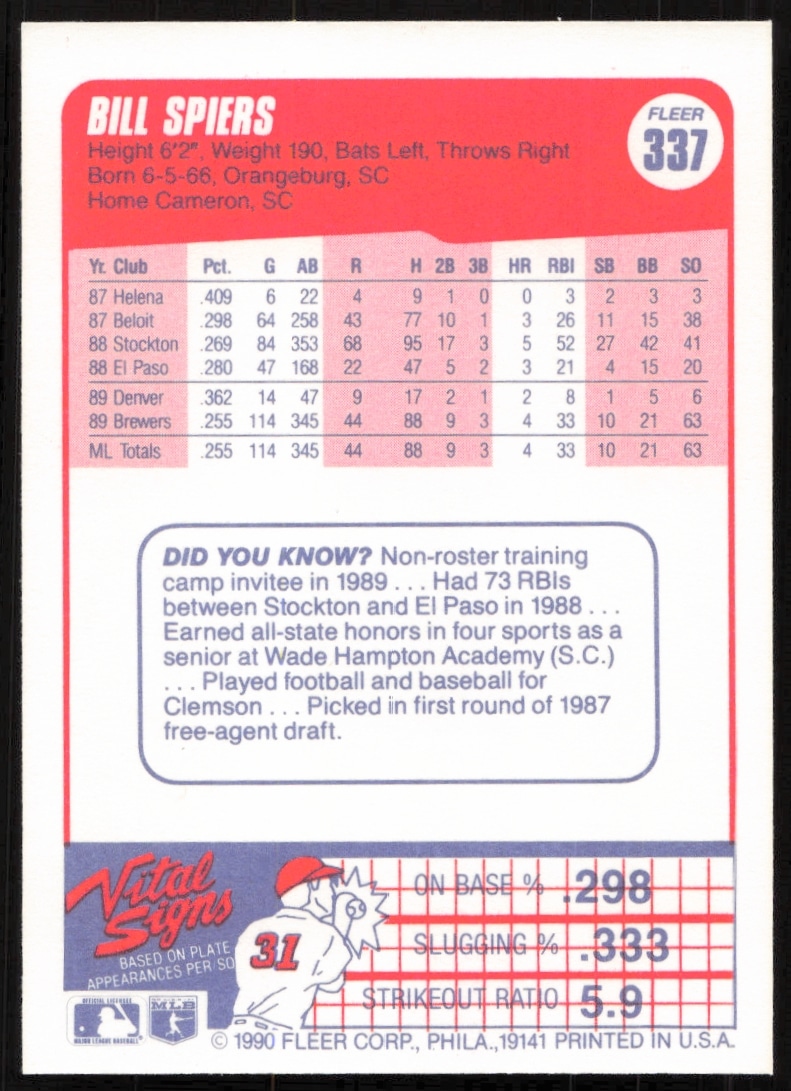 BILL SPIERS
FLEER
337
Height 6'2", Weight 190, Bats Left, Throws Right
Born 6-5-66, Orangeburg, SC
Home Cameron, SC
Yr. Club Pct. G AB R H 2B 3B HR RBI SB BB SO
87 Helena .409 6 22 4 9 1 0 0 3 2 3 3
87 Beloit .298 64 258 43 77 10 1 3 26 11 15 38
88 Stockton .269 84 353 68 95 17 3 5 52 27 42 41
88 El Paso .280 47 168 22 47 5 2 3 21 4 15 20
89 Denver .362 14 47 9 17 2 1 2 8 1 5 6
89 Brewers .255 114 345 44 88 9 3 4 33 10 21 63
ML Totals .255 114 345 44 88 9 3 4 33 10 21 63
DID YOU KNOW? Non-roster training
camp invitee in 1989 . . . Had 73 RBIs
between Stockton and El Paso in 1988 . . .
Earned all-state honors in four sports as a
senior at Wade Hampton Academy (S.C.)
. . . Played football and baseball for
Clemson . . . Picked in first round of 1987
free-agent draft.
Vital
Signs
BASED ON PLATE
APPEARANCES PER SO
31
ON BASE % .298
SLUGGING % .333
STRIKEOUT RATIO 5.9
OFFICIAL LICENSEE
MAJOR LEAGUE BASEBALL
MLB
© 1990 FLEER CORP., PHILA.,19141 PRINTED IN U.S.A.